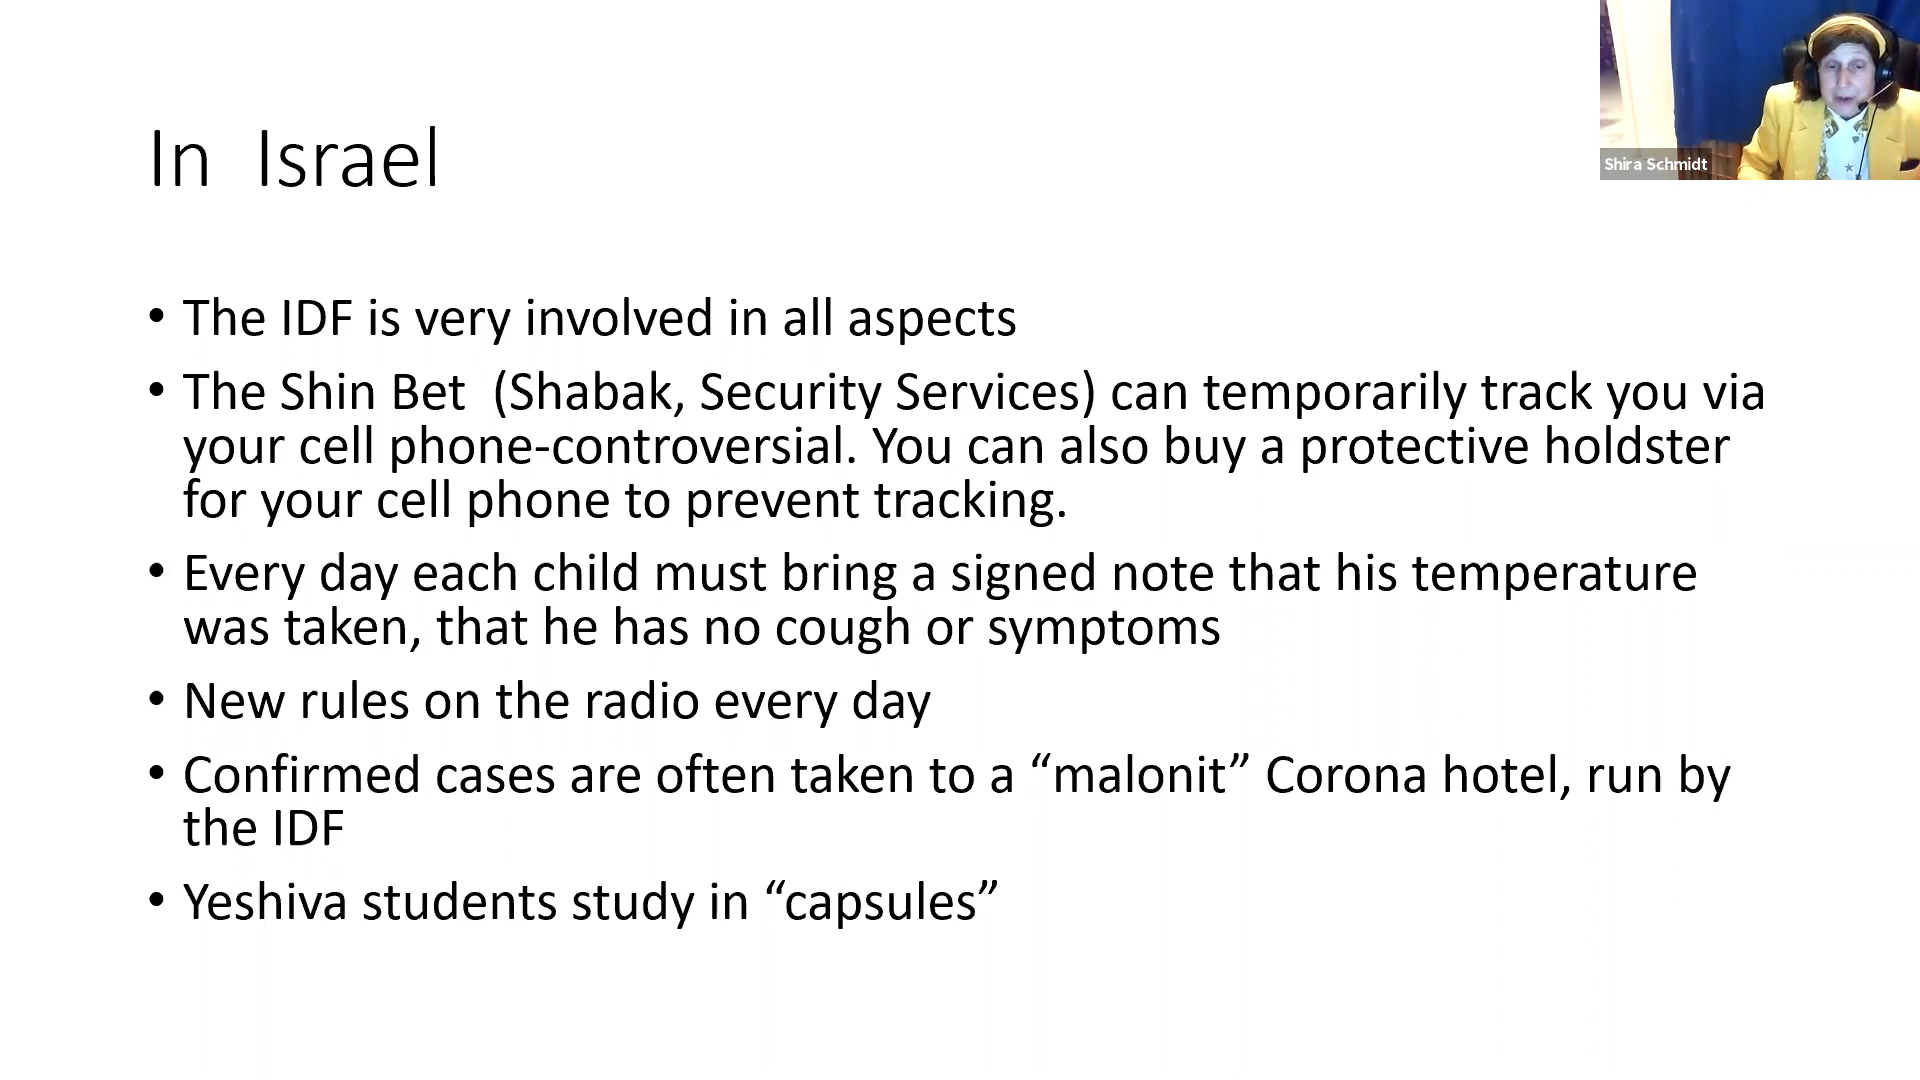 In  Israel
Shira Schmidt
• The IDF is very involved in all aspects
• The Shin Bet  (Shabak, Security Services) can temporarily track you via
your cell phone-controversial. You can also buy a protective holdster
for your cell phone to prevent tracking.
• Every day each child must bring a signed note that his temperature
was taken, that he has no cough or symptoms
• New rules on the radio every day
• Confirmed cases are often taken to a “malonit” Corona hotel, run by
the IDF
• Yeshiva students study in “capsules”